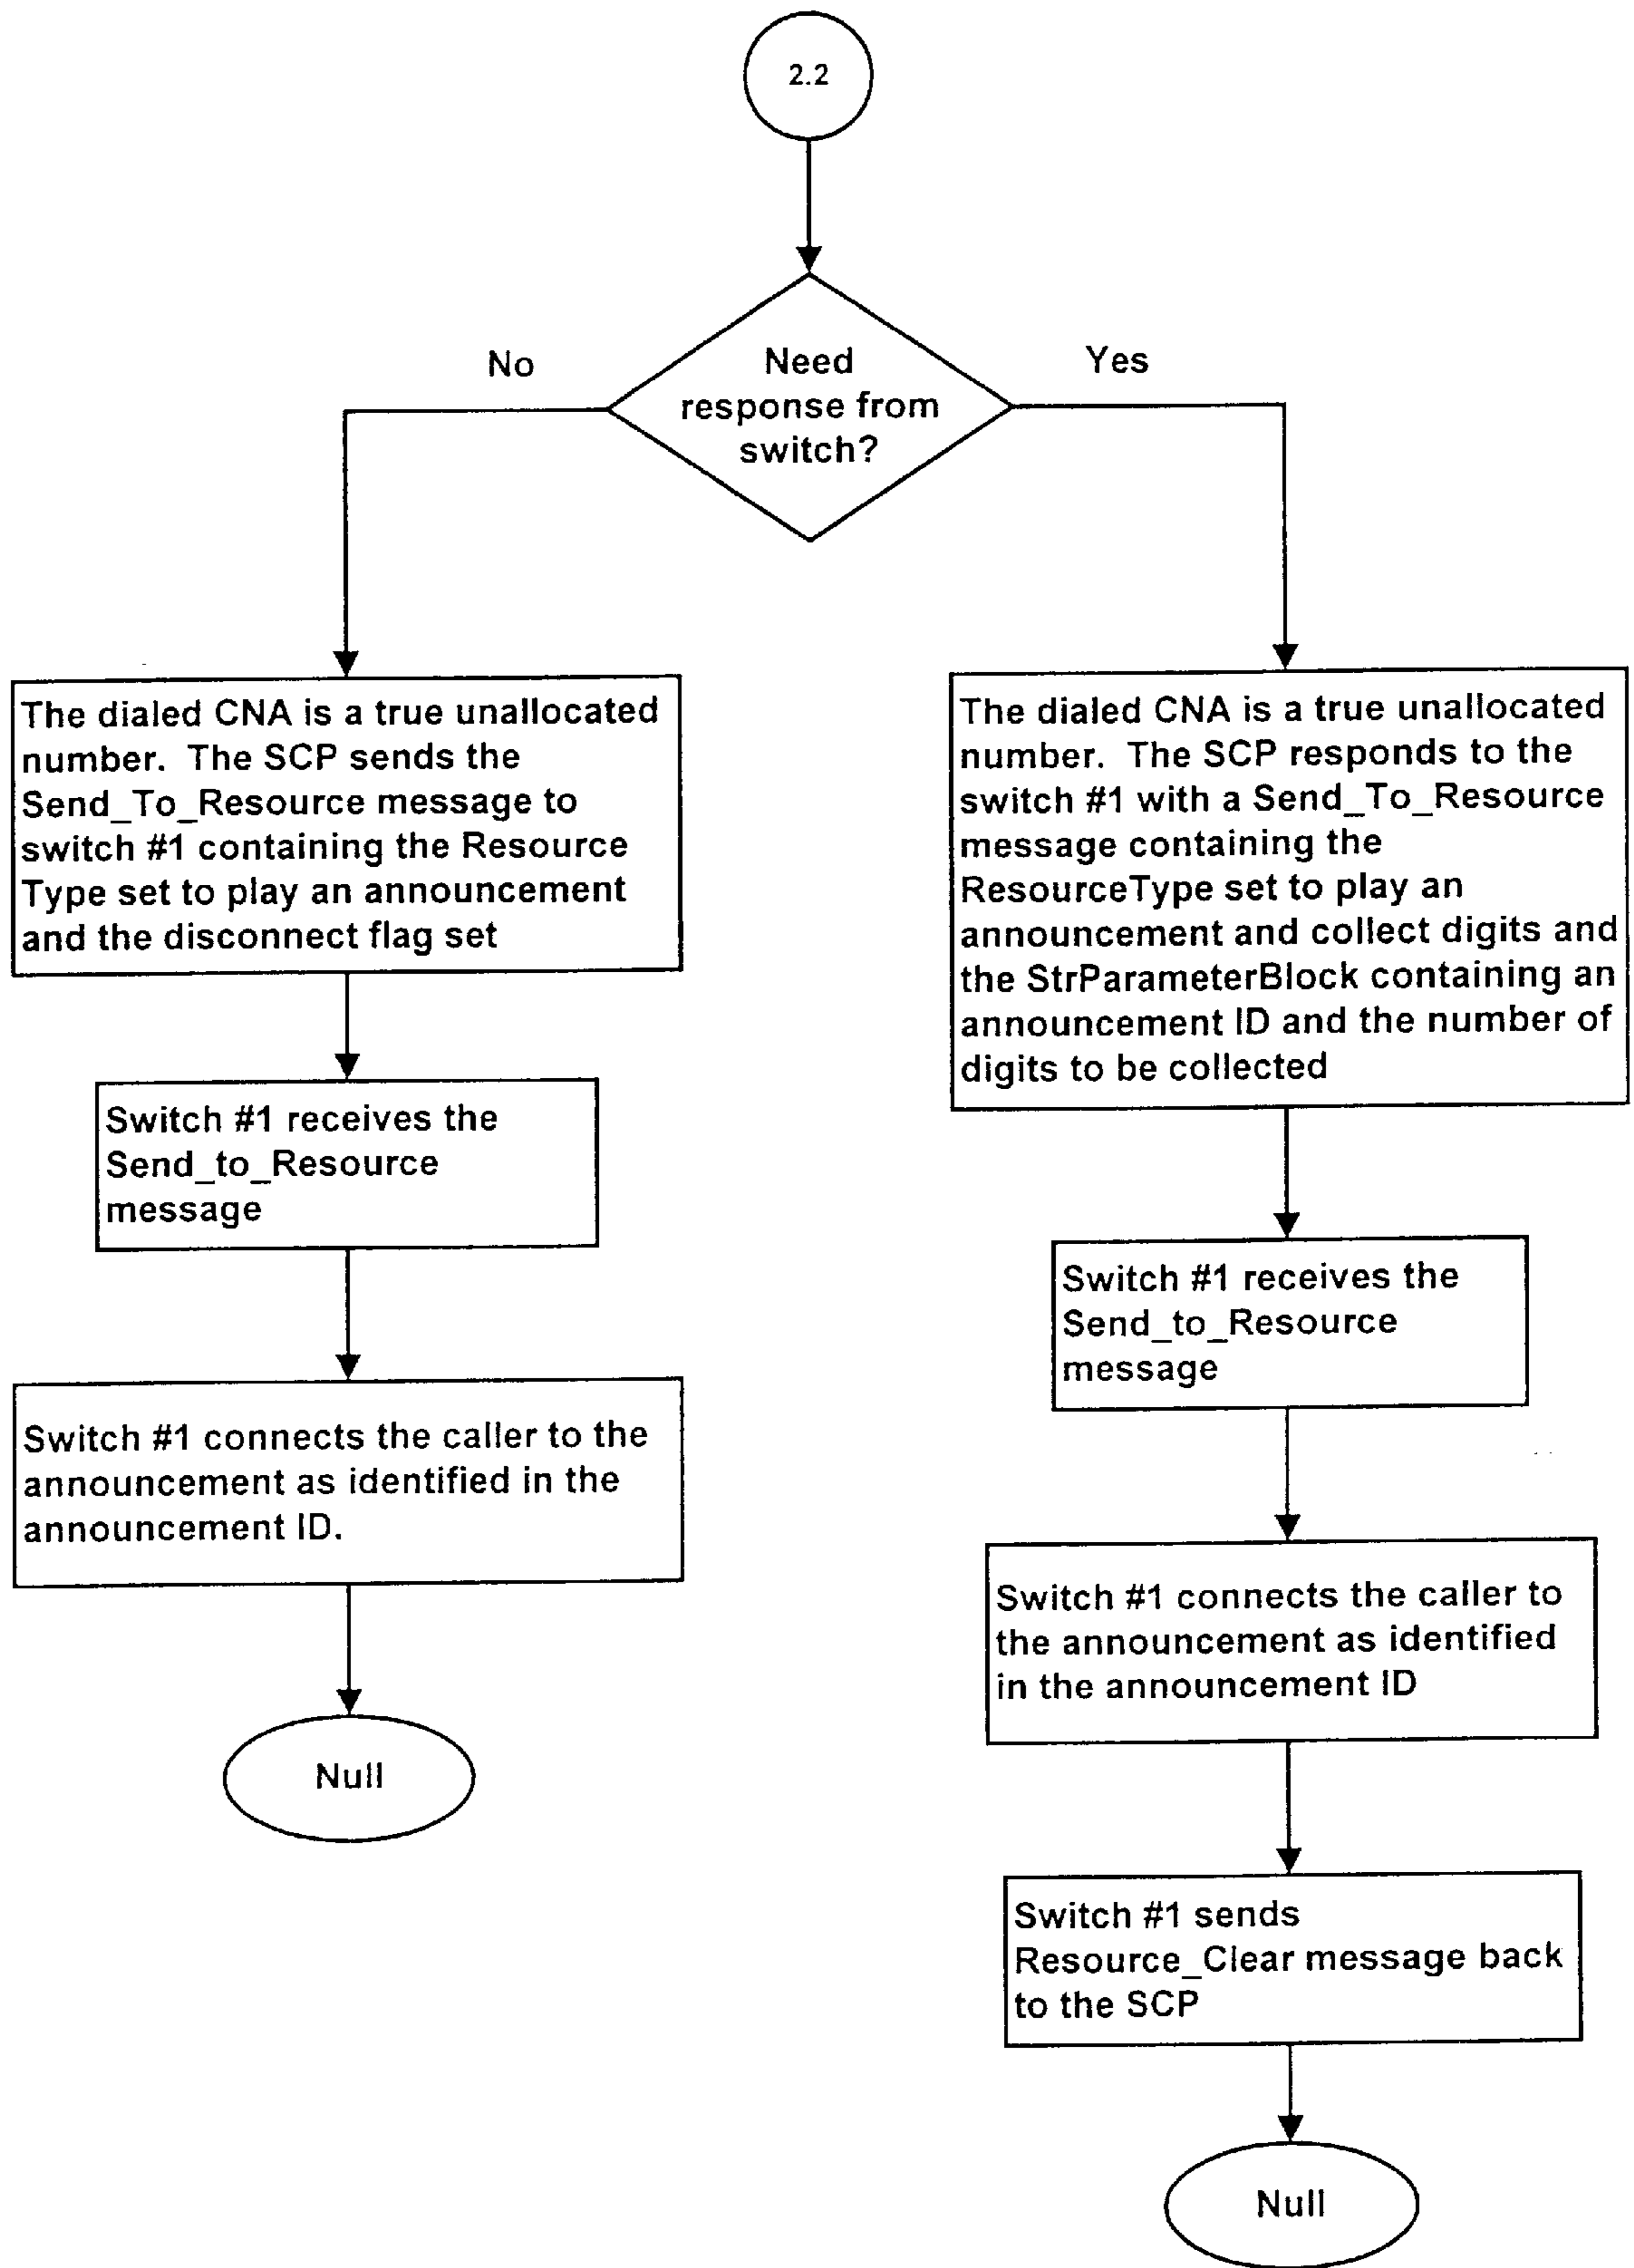 2.2
Need
response from
switch?
No
Yes
The dialed CNA is a true unallocated
number. The SCP sends the
Send_To_Resource message to
switch #1 containing the Resource
Type set to play an announcement
and the disconnect flag set
Switch #1 receives the
Send_to_Resource
message
Switch #1 connects the caller to the
announcement as identified in the
announcement ID.
Null
The dialed CNA is a true unallocated
number. The SCP responds to the
switch #1 with a Send_To_Resource
message containing the
ResourceType set to play an
announcement and collect digits and
the StrParameterBlock containing an
announcement ID and the number of
digits to be collected
Switch #1 receives the
Send_to_Resource
message
Switch #1 connects the caller to
the announcement as identified
in the announcement ID
Switch #1 sends
Resource_Clear message back
to the SCP
Null